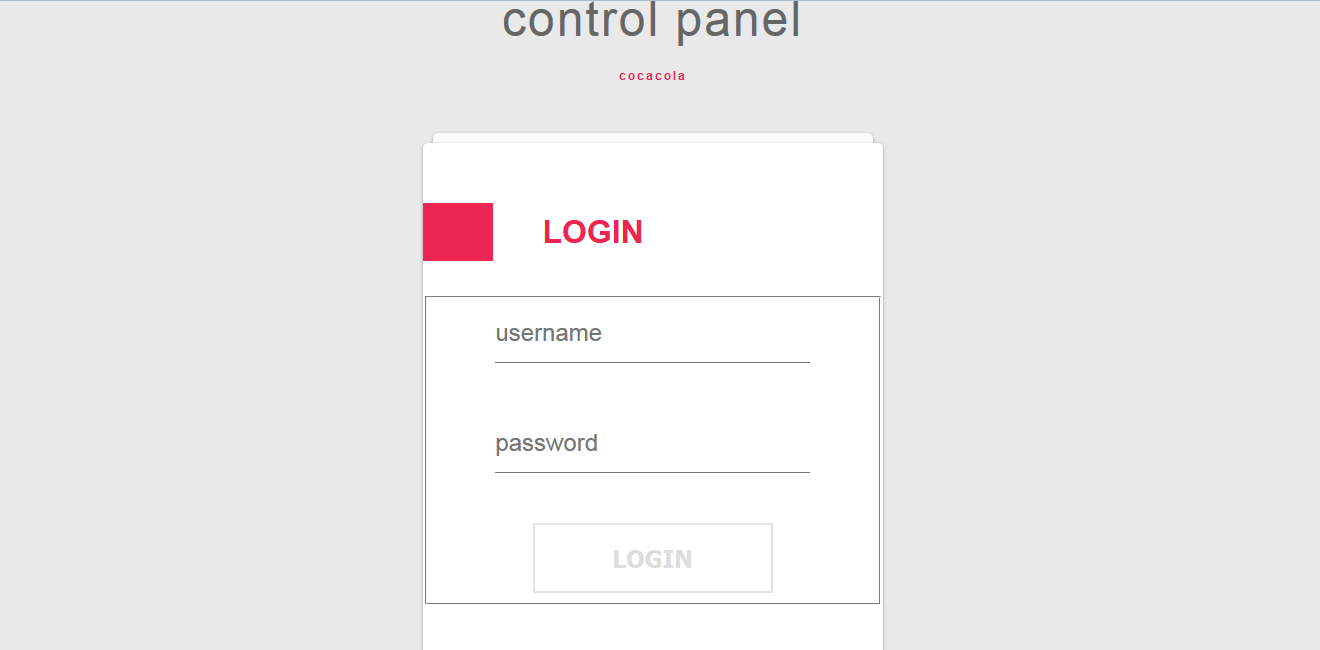 control panel
cocacola
LOGIN
username
password
LOGIN